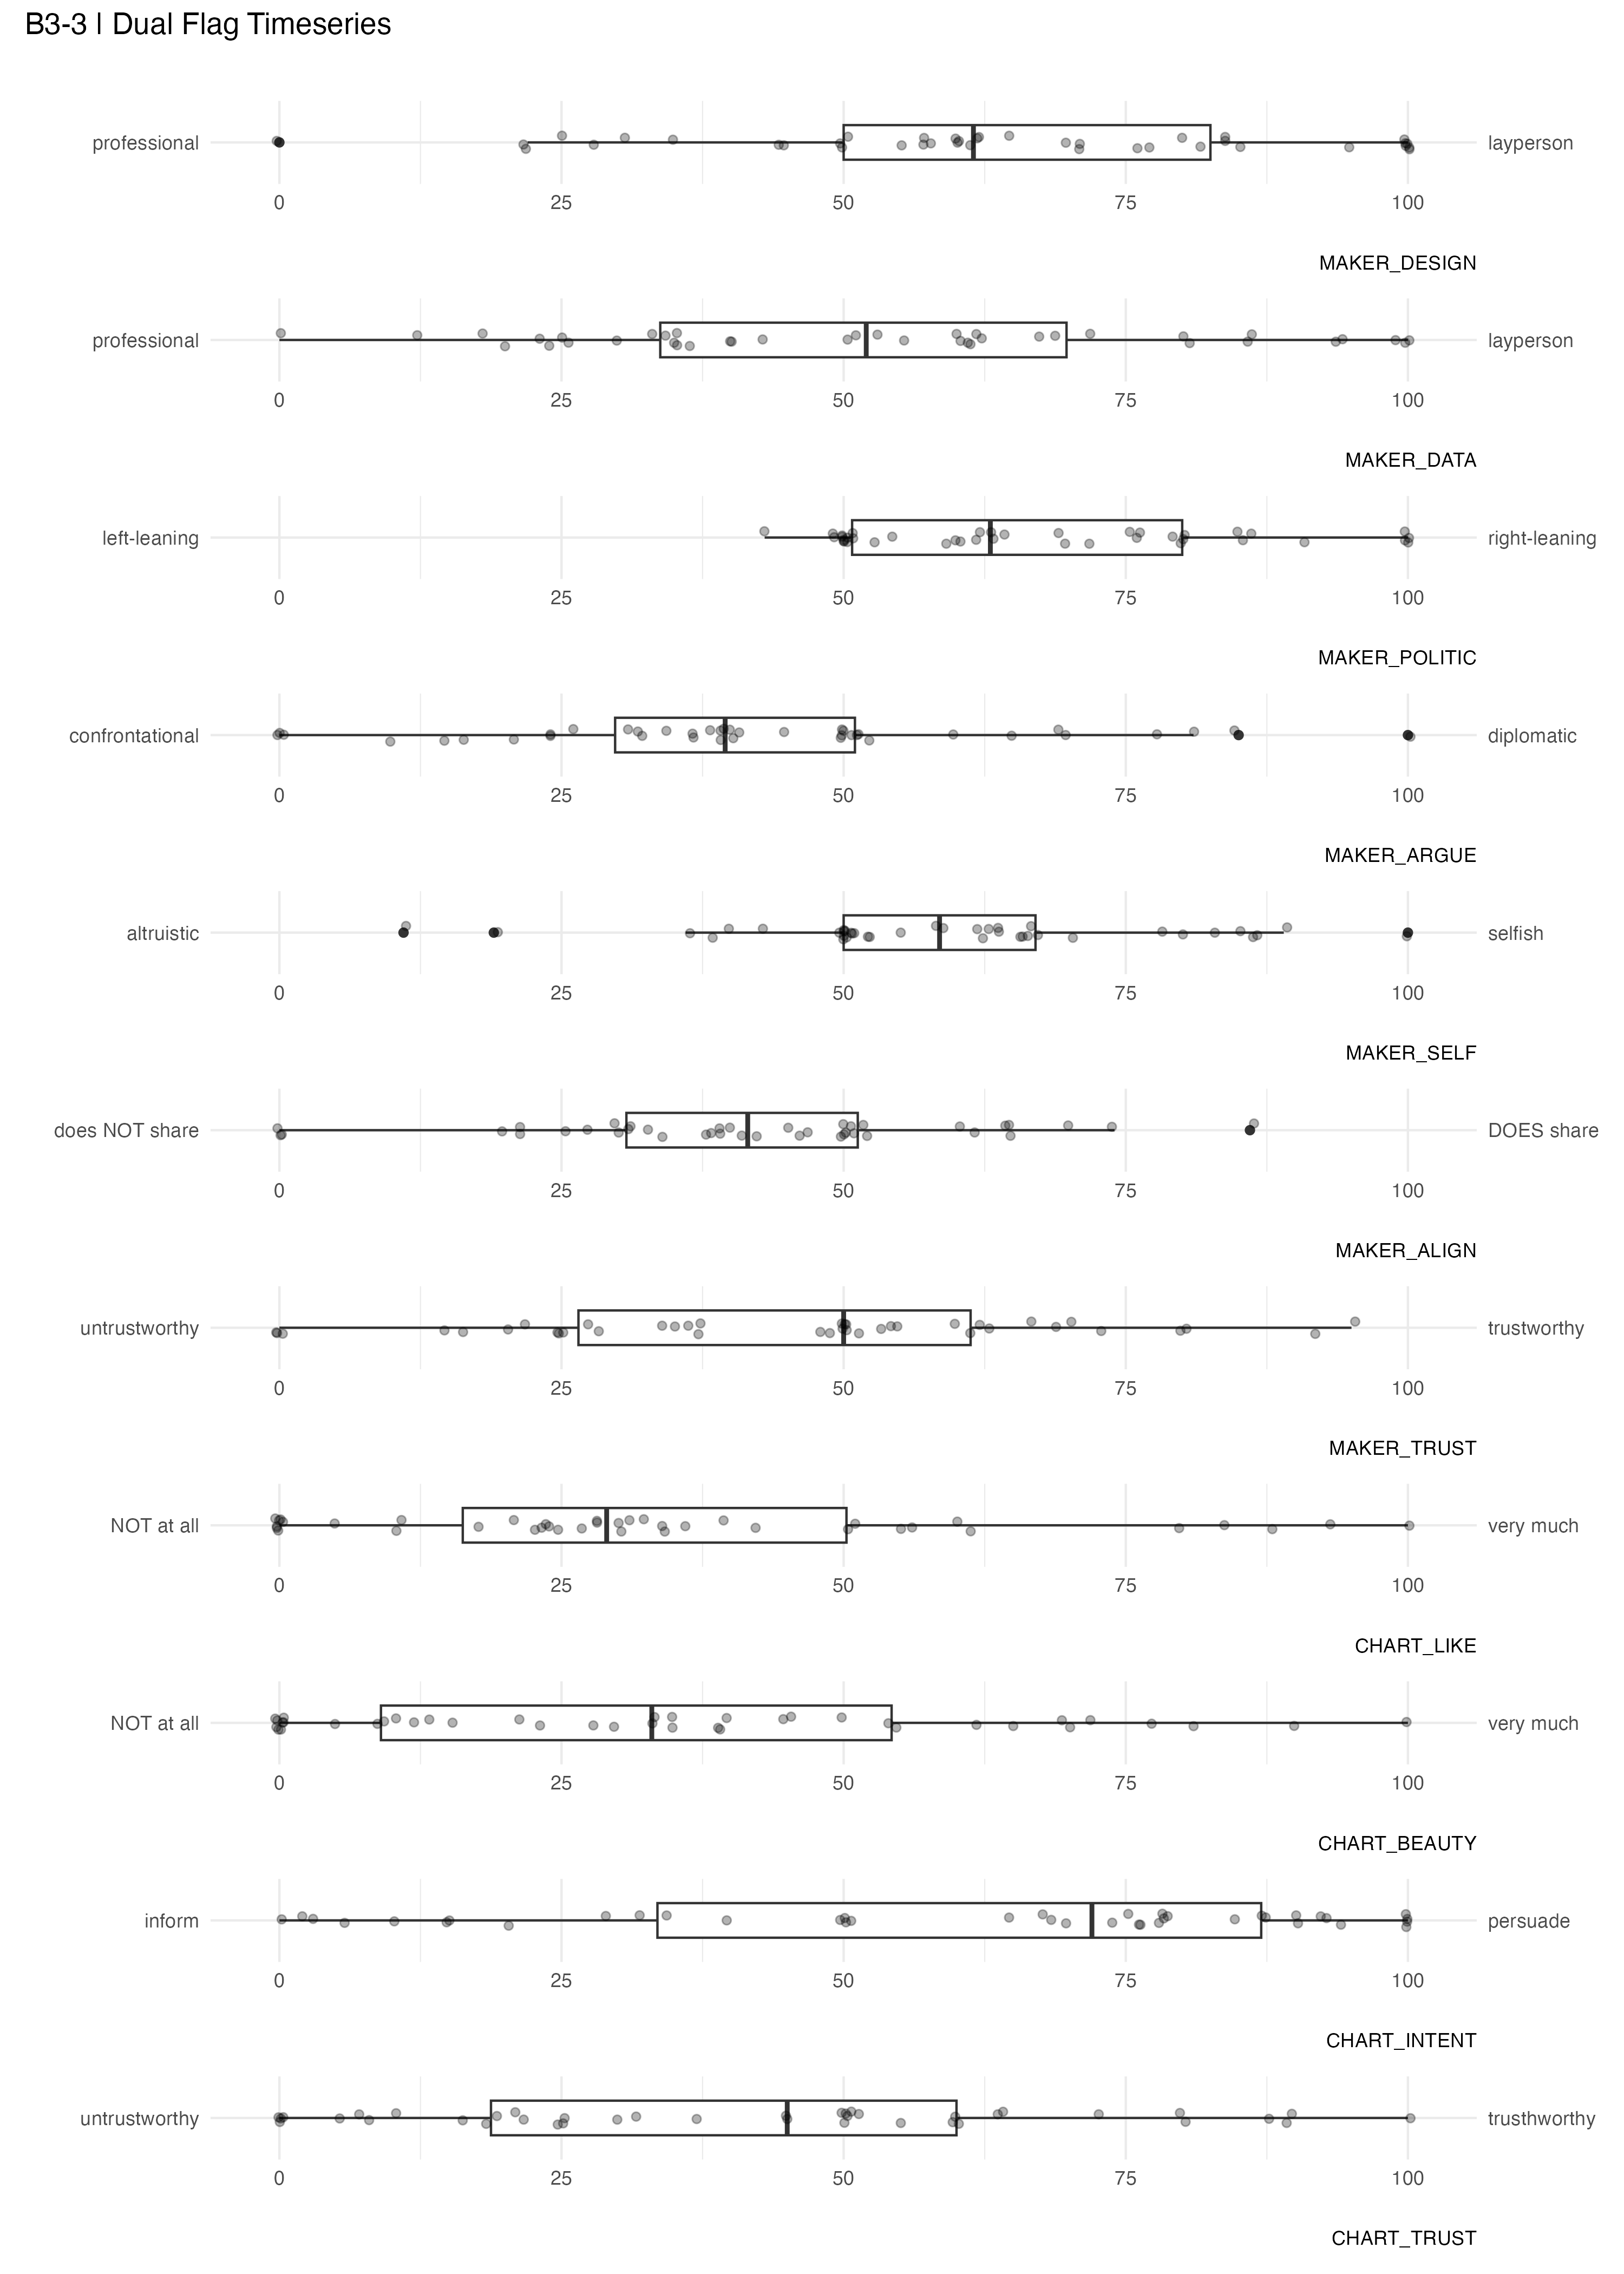 B3-3 | Dual Flag Timeseries
professional layperson
0 25 50 75 100
MAKER_DESIGN
professional layperson
0 25 50 75 100
MAKER_DATA
left-leaning right-leaning
0 25 50 75 100
MAKER_POLITIC
confrontational diplomatic
0 25 50 75 100
MAKER_ARGUE
altruistic selfish
0 25 50 75 100
MAKER_SELF
does NOT share DOES share
0 25 50 75 100
MAKER_ALIGN
untrustworthy trustworthy
0 25 50 75 100
MAKER_TRUST
NOT at all very much
0 25 50 75 100
CHART_LIKE
NOT at all very much
0 25 50 75 100
CHART_BEAUTY
inform persuade
0 25 50 75 100
CHART_INTENT
untrustworthy trusthworthy
0 25 50 75 100
CHART_TRUST